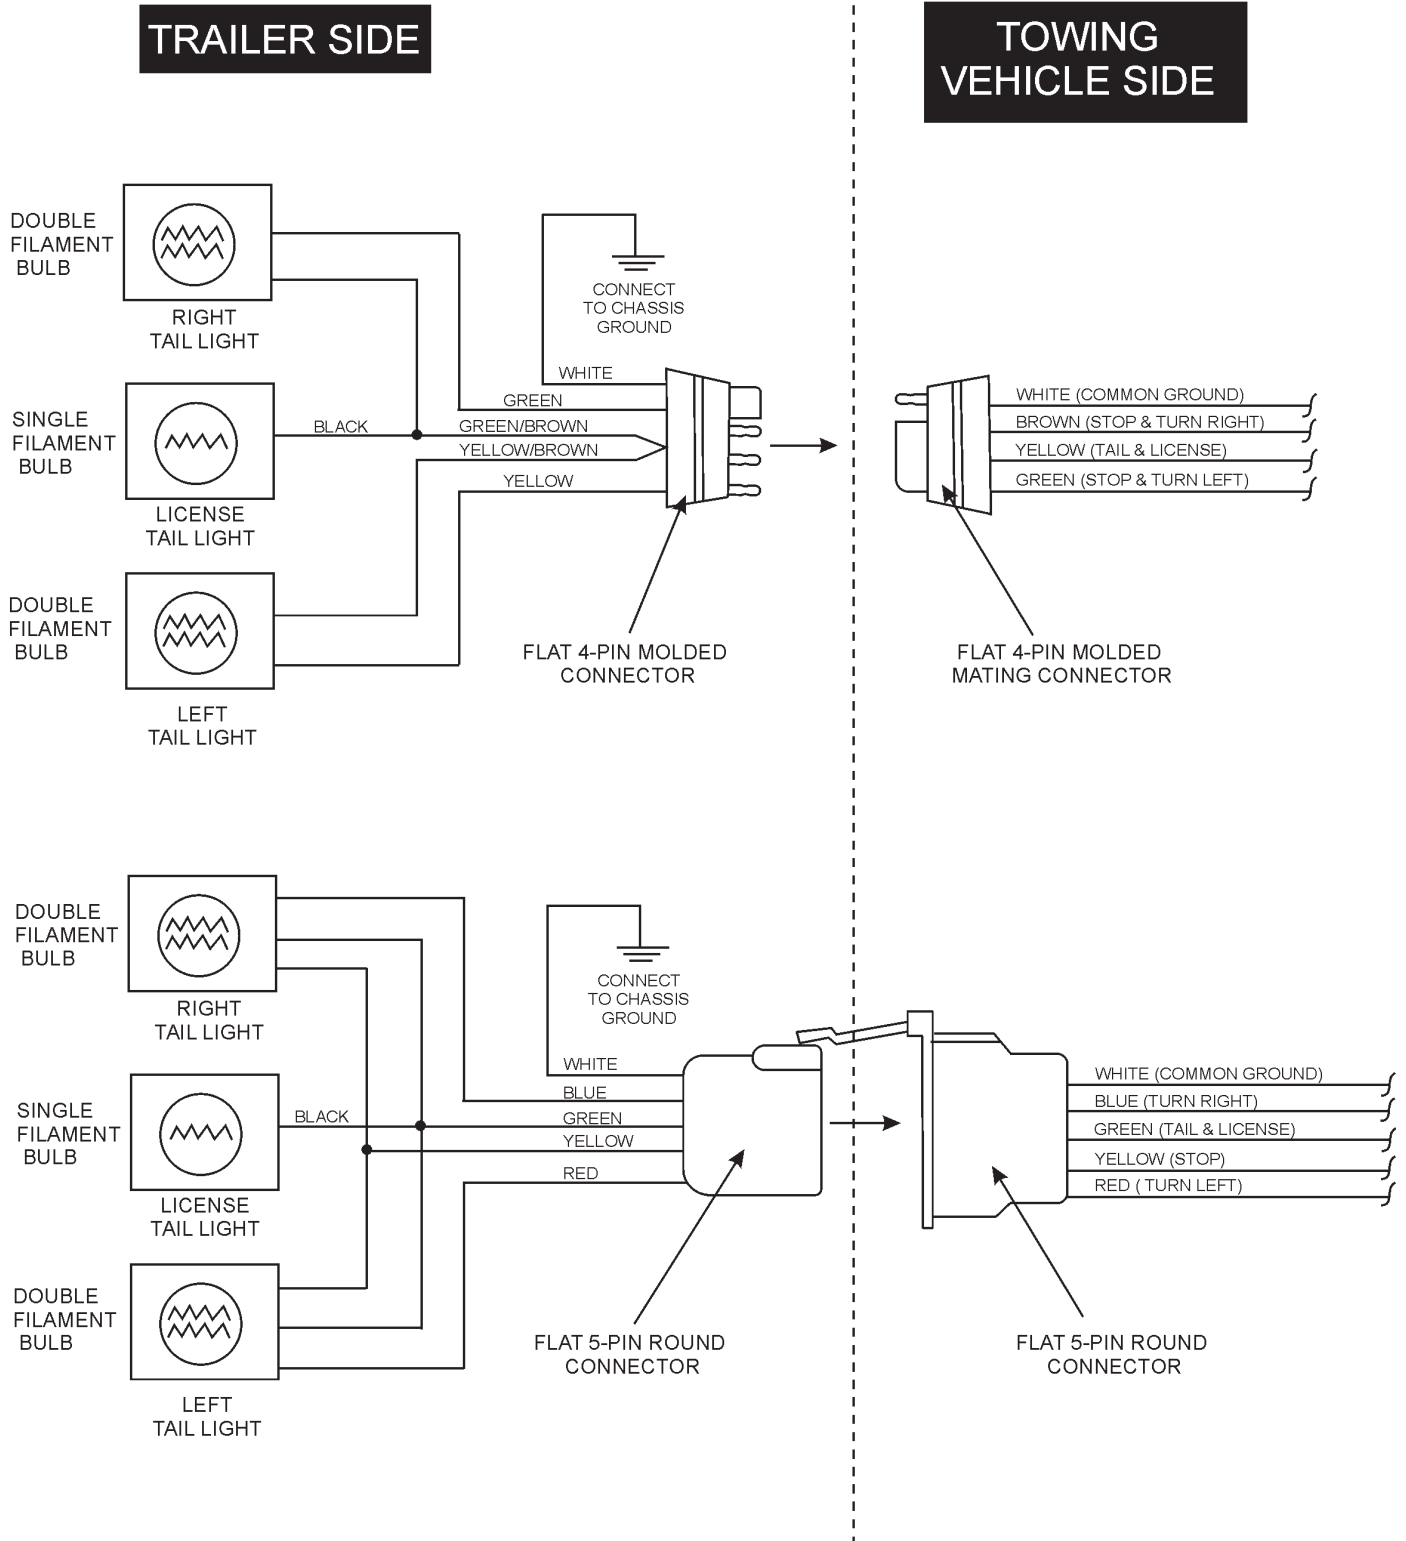 TRAILER SIDE
TOWING
VEHICLE SIDE
DOUBLE
FILAMENT
BULB
RIGHT
TAIL LIGHT
CONNECT
TO CHASSIS
GROUND
WHITE
GREEN
SINGLE
FILAMENT
BULB
BLACK
GREEN/BROWN
YELLOW/BROWN
YELLOW
LICENSE
TAIL LIGHT
WHITE (COMMON GROUND)
BROWN (STOP & TURN RIGHT)
YELLOW (TAIL & LICENSE)
GREEN (STOP & TURN LEFT)
DOUBLE
FILAMENT
BULB
LEFT
TAIL LIGHT
FLAT 4-PIN MOLDED
CONNECTOR
FLAT 4-PIN MOLDED
MATING CONNECTOR
DOUBLE
FILAMENT
BULB
RIGHT
TAIL LIGHT
CONNECT
TO CHASSIS
GROUND
WHITE
BLUE
SINGLE
FILAMENT
BULB
BLACK
GREEN
YELLOW
RED
LICENSE
TAIL LIGHT
WHITE (COMMON GROUND)
BLUE (TURN RIGHT)
GREEN (TAIL & LICENSE)
YELLOW (STOP)
RED ( TURN LEFT)
DOUBLE
FILAMENT
BULB
LEFT
TAIL LIGHT
FLAT 5-PIN ROUND
CONNECTOR
FLAT 5-PIN ROUND
CONNECTOR